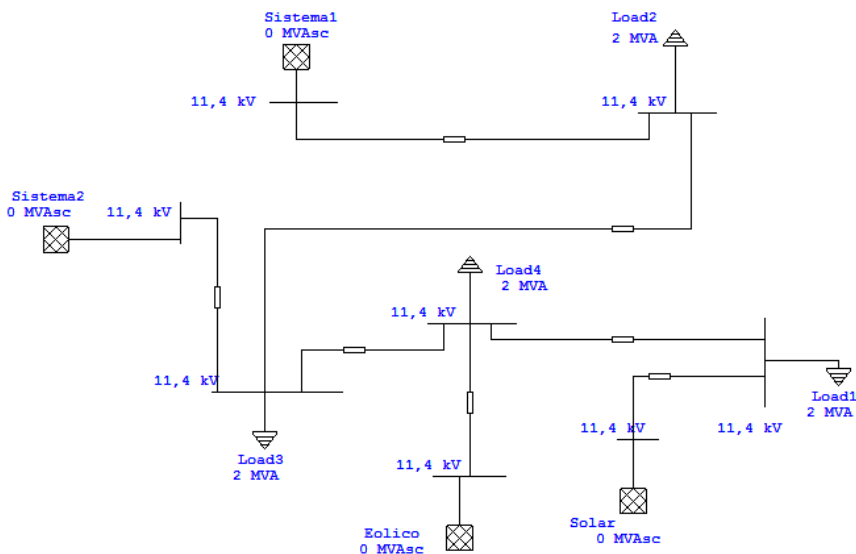 Sistema1
0 MVAsc
Load2
2 MVA
11,4 kV
11,4 kV
Sistema2
0 MVAsc
11,4 kV
Load4
2 MVA
11,4 kV
11,4 kV
Load1
2 MVA
11,4 kV
11,4 kV
Load3
2 MVA
11,4 kV
Solar
0 MVAsc
Eolico
0 MVAsc